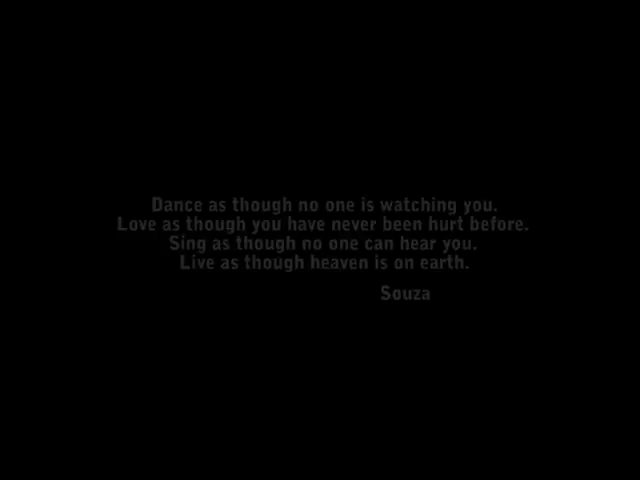 Dance as though no one is watching you.
Love as though you have never been hurt before.
Sing as though no one can hear you.
Live as though heaven is on earth.
Souza